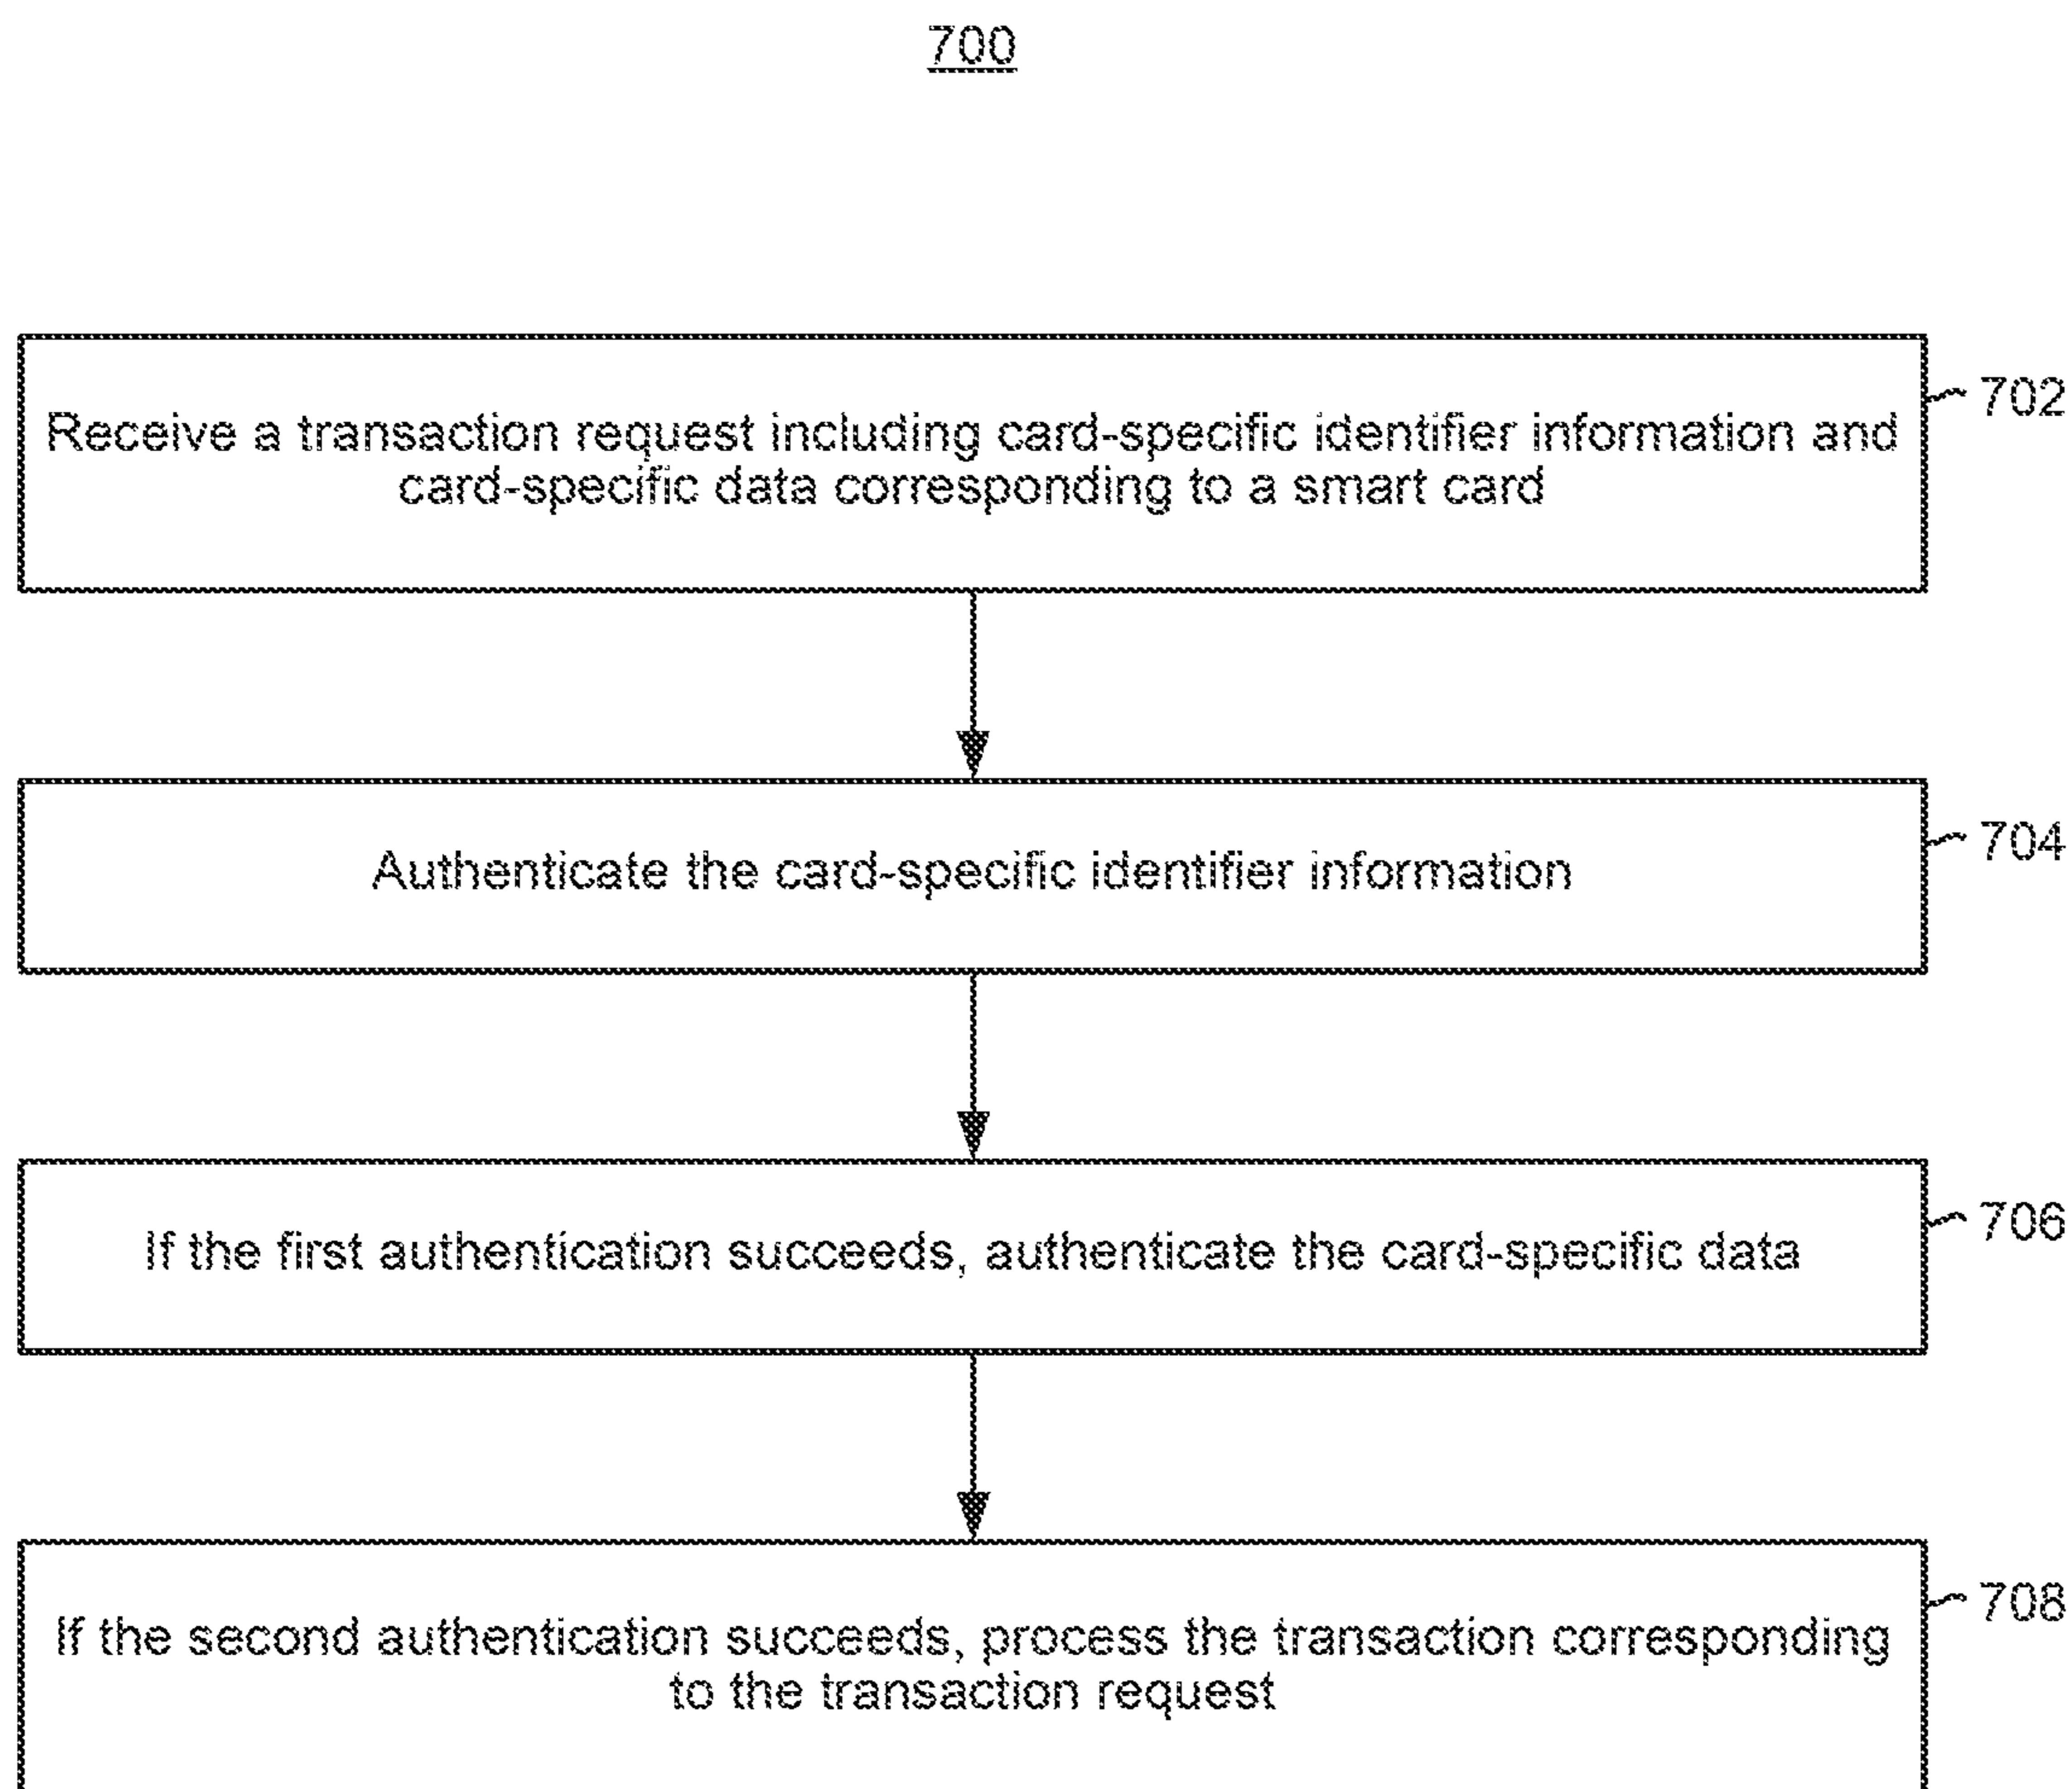 700
Receive a transaction request including card-specific identifier information and
card-specific data corresponding to a smart card
702
Authenticate the card-specific identifier information
704
If the first authentication succeeds, authenticate the card-specific data
706
If the second authentication succeeds, process the transaction corresponding
to the transaction request
708